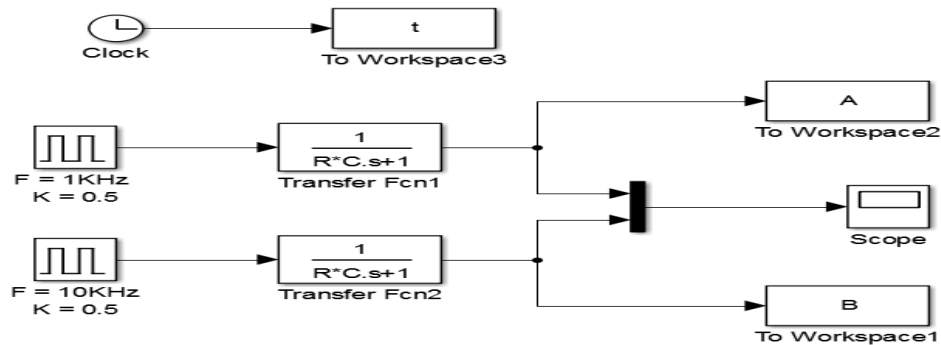 t
Clock
To Workspace3
A
To Workspace2
1
R*C.s+1
Transfer Fcn1
F = 1KHz
K = 0.5
Scope
1
R*C.s+1
Transfer Fcn2
F = 10KHz
K = 0.5
B
To Workspace1